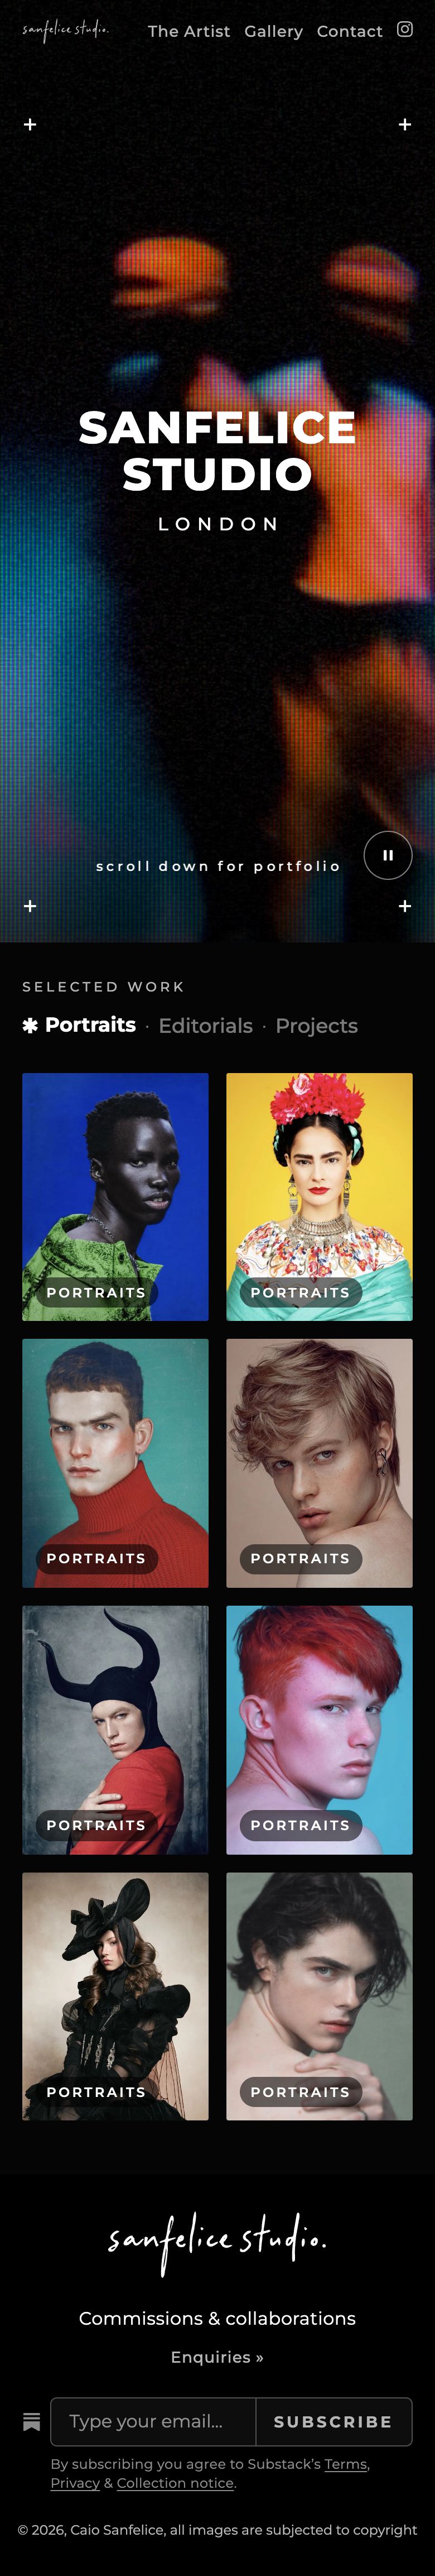 sanfelice studio.
The Artist Gallery Contact
SANFELICE
STUDIO
LONDON
scroll down for portfolio
SELECTED WORK
✱ Portraits · Editorials · Projects
PORTRAITS
PORTRAITS
PORTRAITS
PORTRAITS
PORTRAITS
PORTRAITS
PORTRAITS
PORTRAITS
sanfelice studio.
Commissions & collaborations
Enquiries »
Type your email...
SUBSCRIBE
By subscribing you agree to Substack’s Terms,
Privacy & Collection notice.
© 2026, Caio Sanfelice, all images are subjected to copyright